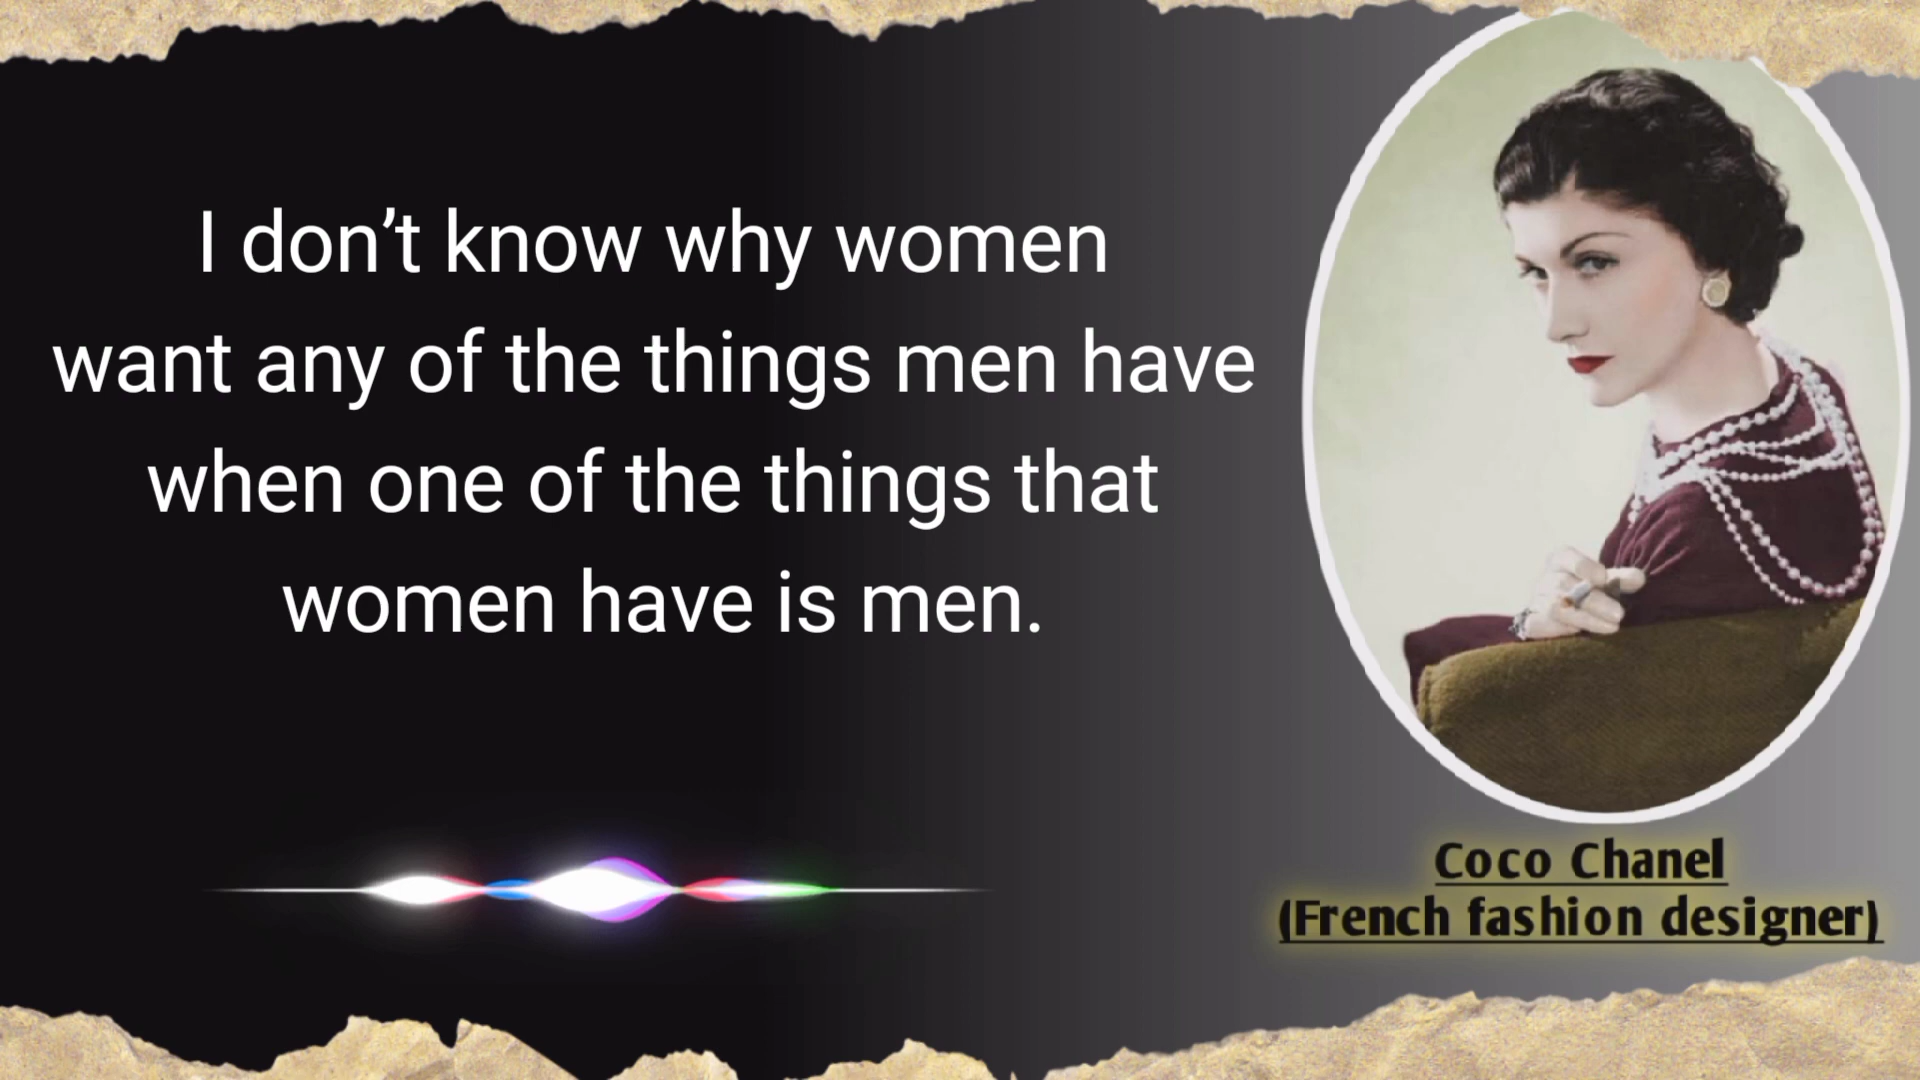 I don’t know why women
want any of the things men have
when one of the things that
women have is men.
Coco Chanel
(French fashion designer)